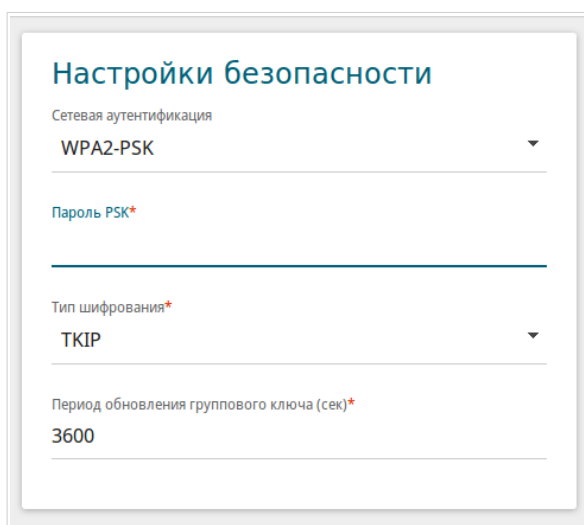 Настройки безопасности
Сетевая аутентификация
WPA2-PSK
Пароль PSK*
Тип шифрования*
TKIP
Период обновления группового ключа (сек)*
3600